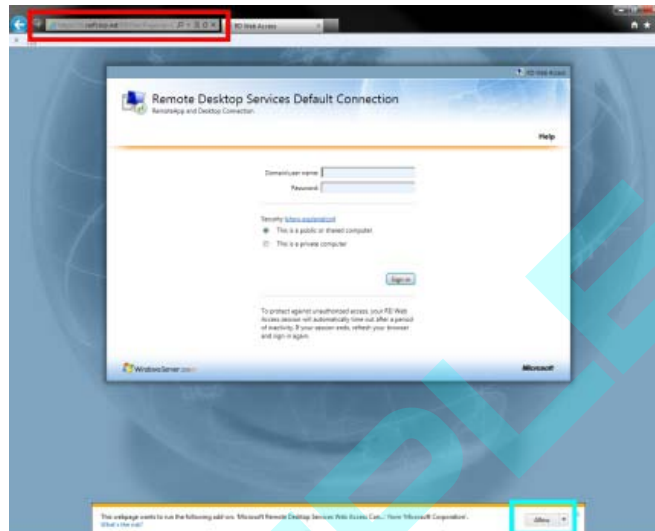 RD Web Access
RD Web Access
Remote Desktop Services Default Connection
RemoteApp and Desktop Connection
Help
Domain\user name:
Password:
Security (show explanation)
This is a public or shared computer
This is a private computer
Sign in
To protect against unauthorized access, your RD Web
Access session will automatically time out after a period
of inactivity. If your session ends, refresh your browser
and sign in again.
Windows Server
Microsoft
This webpage wants to run the following add-on: 'Microsoft Remote Desktop Services Web Access Con...' from 'Microsoft Corporation'.
What's the risk?
Allow